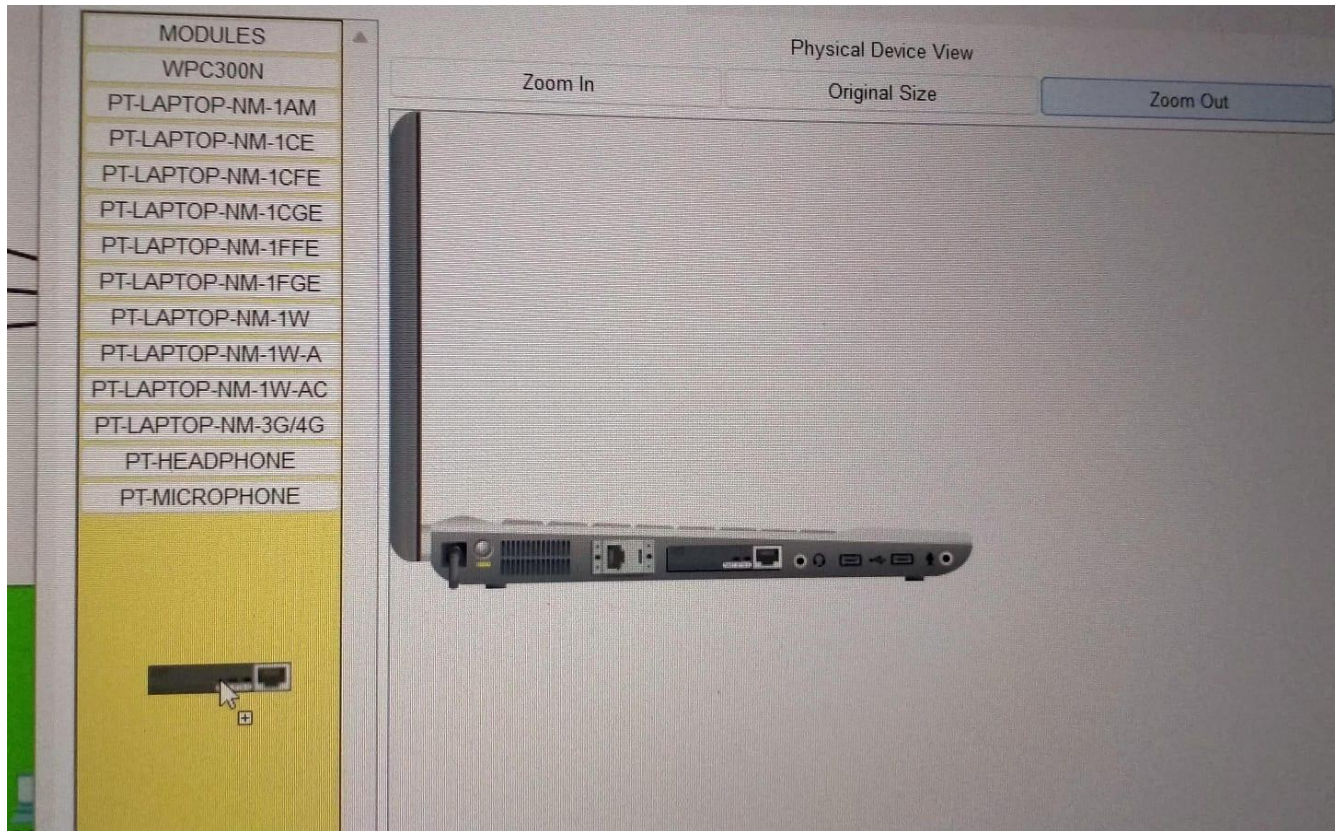 MODULES
WPC300N
PT-LAPTOP-NM-1AM
PT-LAPTOP-NM-1CE
PT-LAPTOP-NM-1CFE
PT-LAPTOP-NM-1CGE
PT-LAPTOP-NM-1FFE
PT-LAPTOP-NM-1FGE
PT-LAPTOP-NM-1W
PT-LAPTOP-NM-1W-A
PT-LAPTOP-NM-1W-AC
PT-LAPTOP-NM-3G/4G
PT-HEADPHONE
PT-MICROPHONE
Physical Device View
Zoom In
Original Size
Zoom Out